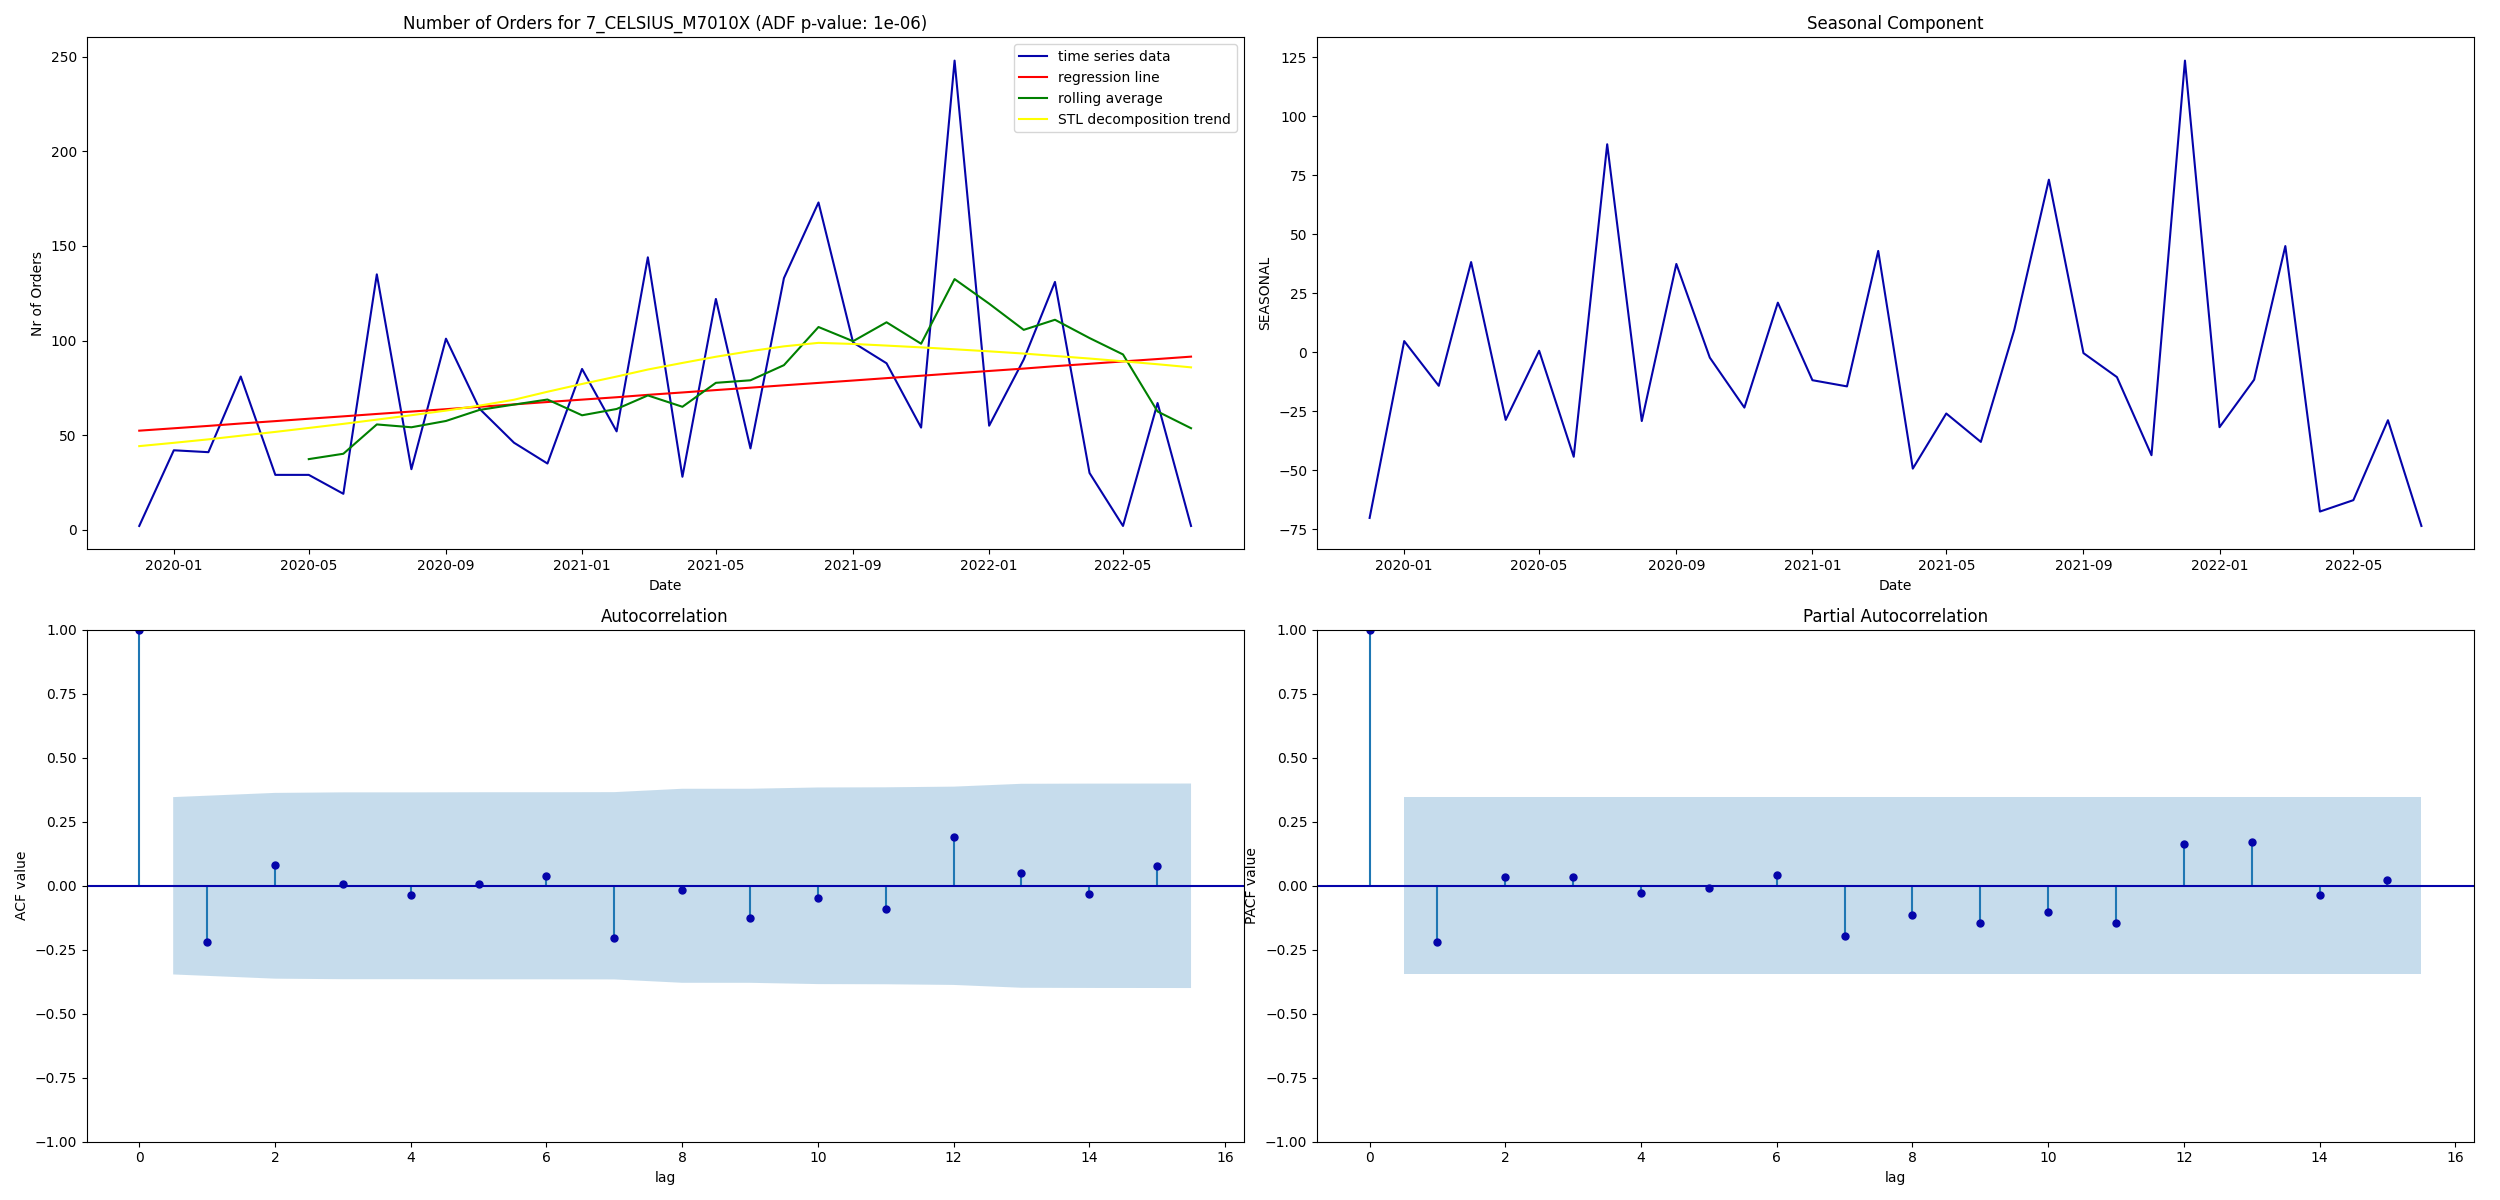 Number of Orders for 7_CELSIUS_M7010X (ADF p-value: 1e-06)
250
200
150
100
50
0
Nr of Orders
time series data
regression line
rolling average
STL decomposition trend
2020-01 2020-05 2020-09 2021-01 2021-05 2021-09 2022-01 2022-05
Date
Seasonal Component
125
100
75
50
25
0
−25
−50
−75
SEASONAL
2020-01 2020-05 2020-09 2021-01 2021-05 2021-09 2022-01 2022-05
Date
Autocorrelation
1.00
0.75
0.50
0.25
0.00
−0.25
−0.50
−0.75
−1.00
ACF value
0 2 4 6 8 10 12 14 16
lag
Partial Autocorrelation
1.00
0.75
0.50
0.25
0.00
−0.25
−0.50
−0.75
−1.00
PACF value
0 2 4 6 8 10 12 14 16
lag